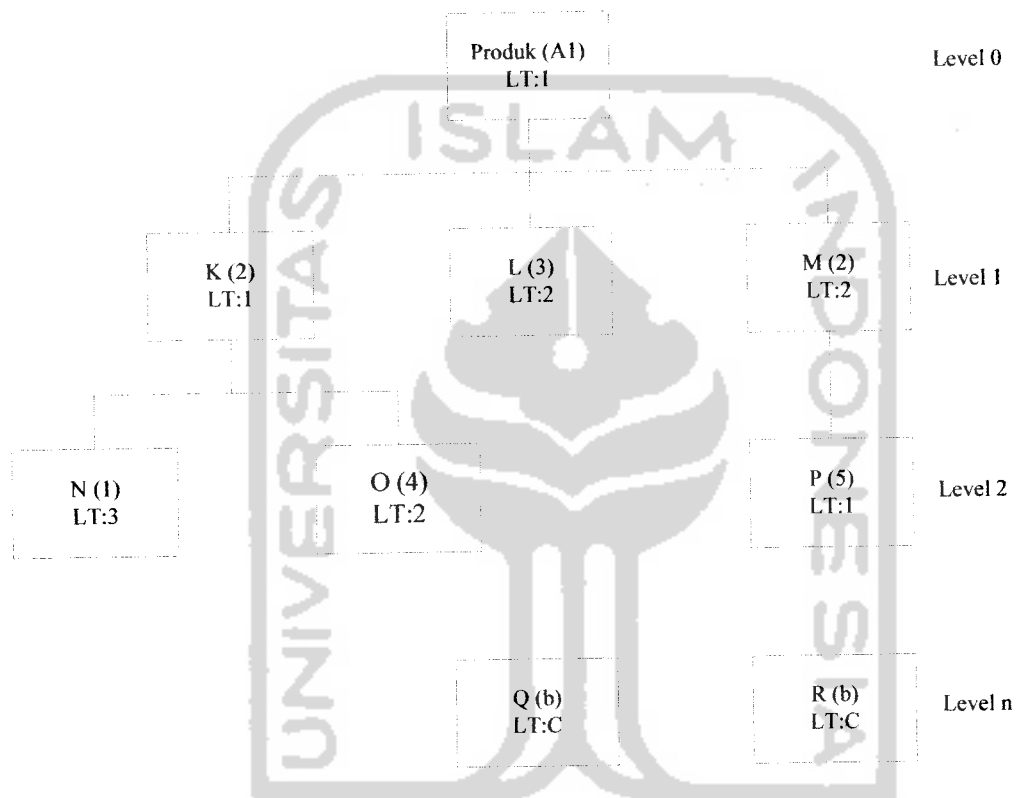 Produk (A1)
LT:1
Level 0
K (2)
LT:1
L (3)
LT:2
M (2)
LT:2
Level 1
N (1)
LT:3
O (4)
LT:2
P (5)
LT:1
Level 2
Q (b)
LT:C
R (b)
LT:C
Level n
UNIVERSITAS
ISLAM
INDONESIA